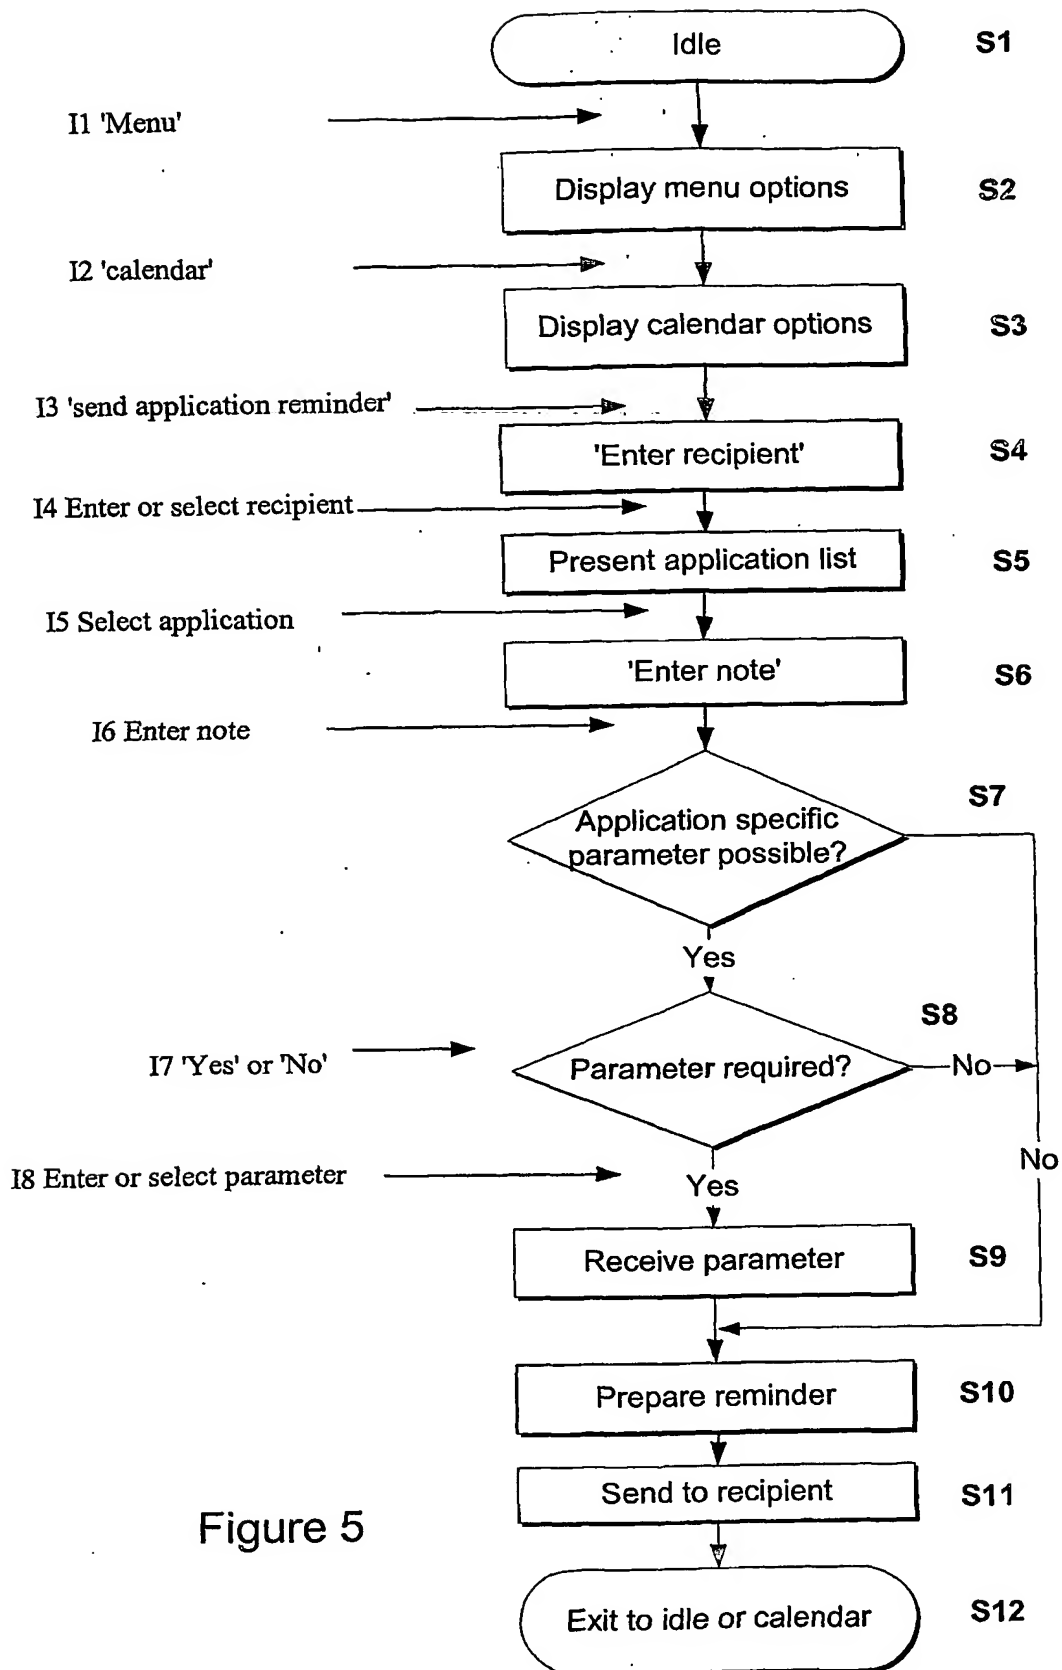 Idle
S1
I1 'Menu'
Display menu options
S2
I2 'calendar'
Display calendar options
S3
I3 'send application reminder'
'Enter recipient'
S4
I4 Enter or select recipient
Present application list
S5
I5 Select application
'Enter note'
S6
I6 Enter note
S7
Application specific
parameter possible?
Yes
S8
I7 'Yes' or 'No'
Parameter required?
No
No
I8 Enter or select parameter
Yes
Receive parameter
S9
Prepare reminder
S10
Send to recipient
S11
Figure 5
Exit to idle or calendar
S12